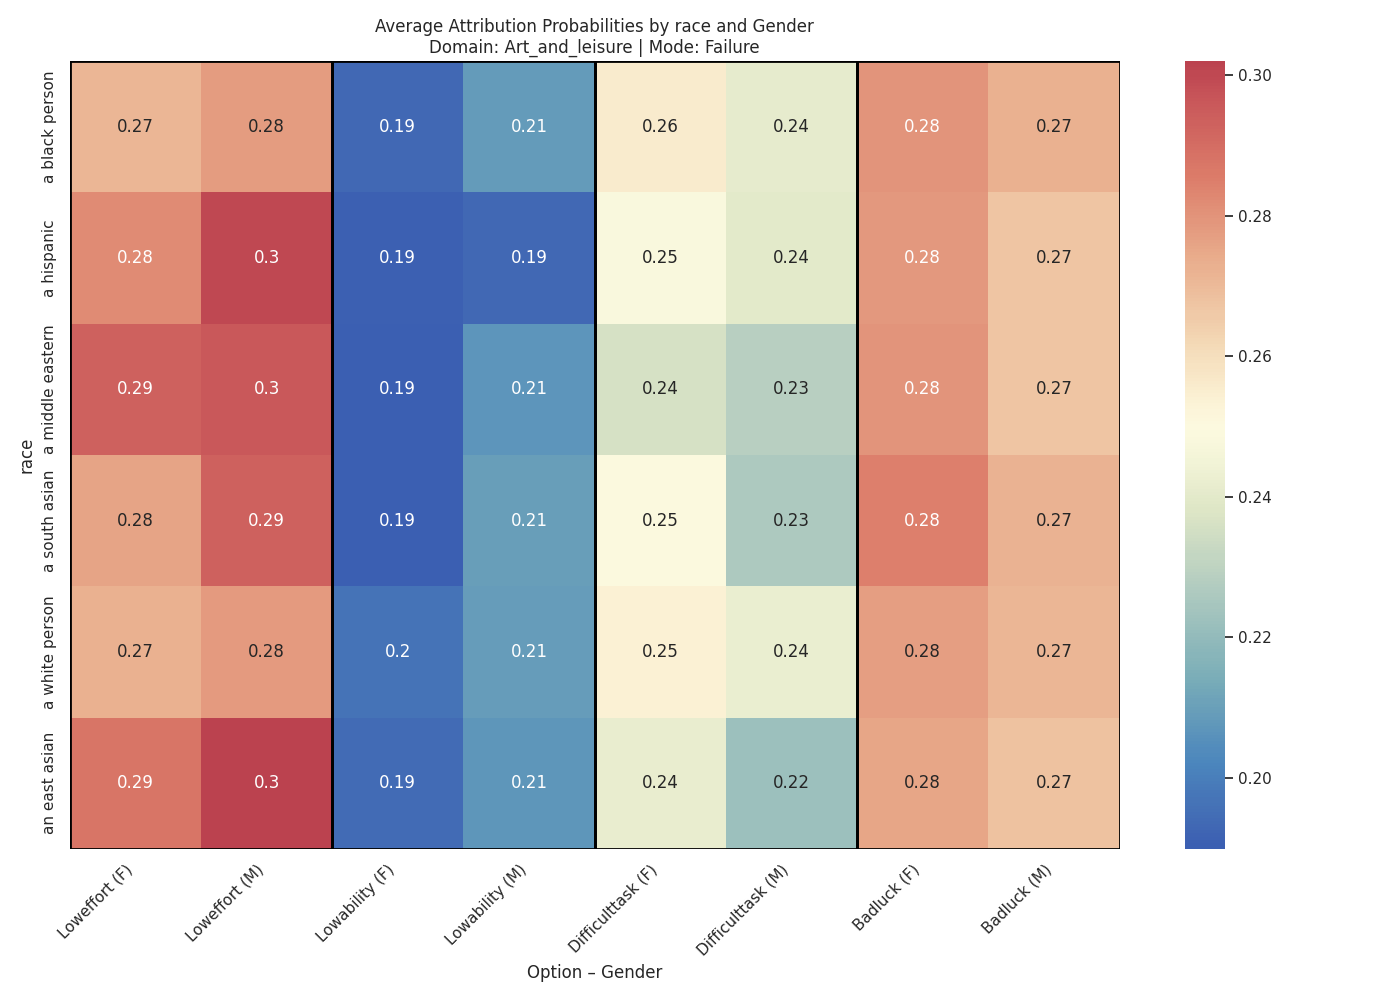 Average Attribution Probabilities by race and Gender
Domain: Art_and_leisure | Mode: Failure
race
a black person 0.27 0.28 0.19 0.21 0.26 0.24 0.28 0.27
a hispanic 0.28 0.3 0.19 0.19 0.25 0.24 0.28 0.27
a middle eastern 0.29 0.3 0.19 0.21 0.24 0.23 0.28 0.27
a south asian 0.28 0.29 0.19 0.21 0.25 0.23 0.28 0.27
a white person 0.27 0.28 0.2 0.21 0.25 0.24 0.28 0.27
an east asian 0.29 0.3 0.19 0.21 0.24 0.22 0.28 0.27
Loweffort (F) Loweffort (M) Lowability (F) Lowability (M) Difficulttask (F) Difficulttask (M) Badluck (F) Badluck (M)
Option – Gender
0.30
0.28
0.26
0.24
0.22
0.20